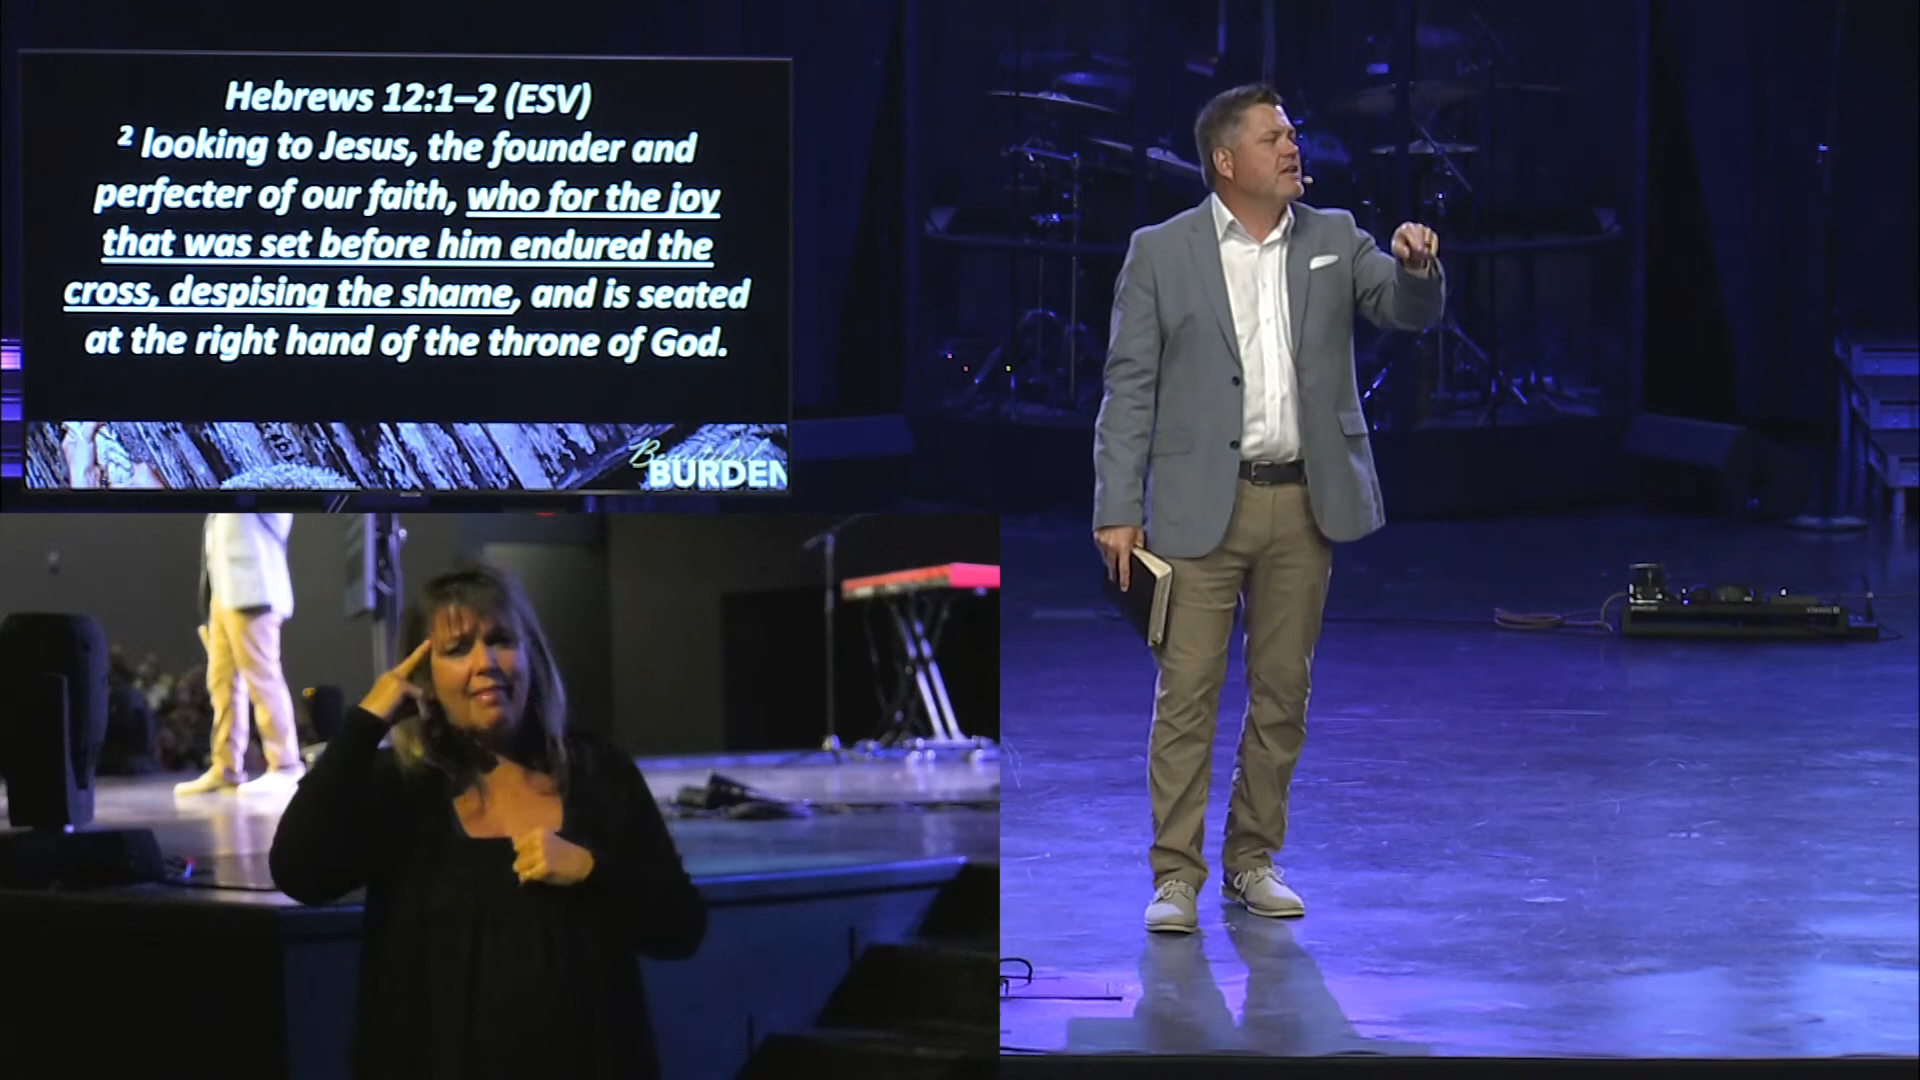 Hebrews 12:1–2 (ESV)
² looking to Jesus, the founder and
perfecter of our faith, who for the joy
that was set before him endured the
cross, despising the shame, and is seated
at the right hand of the throne of God.
Beautiful
BURDEN